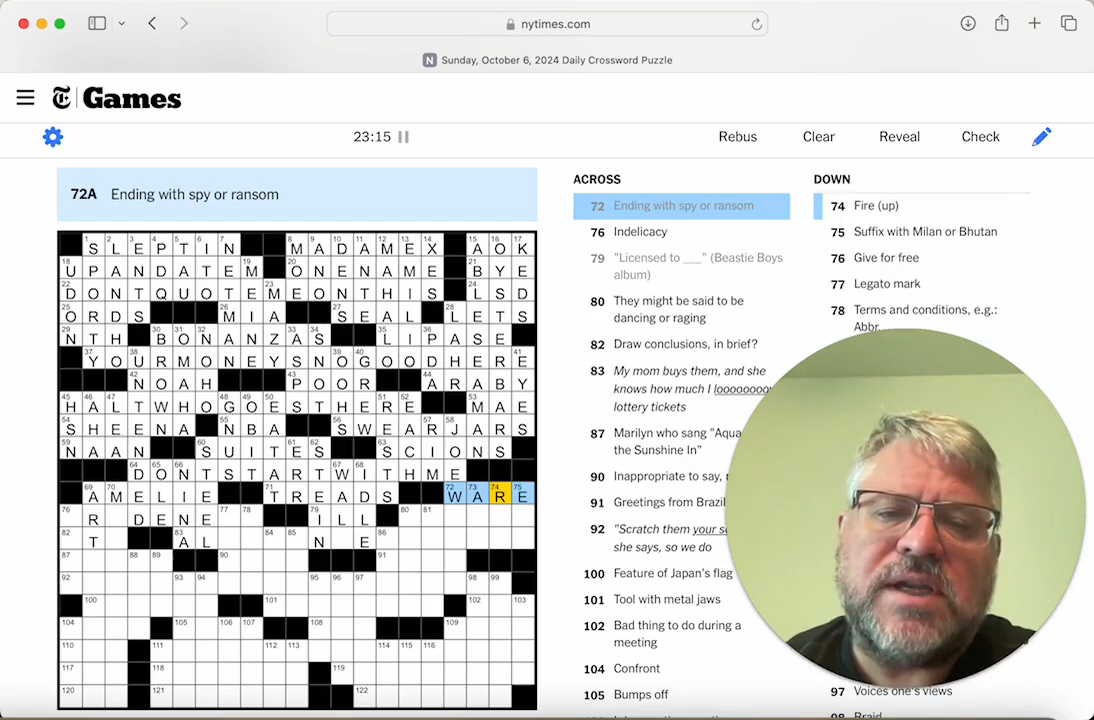 nytimes.com
N Sunday, October 6, 2024 Daily Crossword Puzzle
T Games
23:15
Rebus Clear Reveal Check
72A Ending with spy or ransom
SLEPTIN MADAMEX AOK
UPANDATEM ONENAME BYE
DONTQUOTEMEONTHIS LSD
ORDS MIA SEAL LETS
NTH BONANZAS LIPASE
YOURMONEYSNOGOODHERE
NOAH POOR ARABY
HALTWHOGOESTHERE MAE
SHEENA NBA SWEARJARS
NAAN SUITES SCIONS
DONTSTARTWITHME
AMELIE TREADS WARE
R DENE ILL
T AL N E
ACROSS
72 Ending with spy or ransom
76 Indelicacy
79 "Licensed to ___" (Beastie Boys
album)
80 They might be said to be
dancing or raging
82 Draw conclusions, in brief?
83 My mom buys them, and she
knows how much I looooooo
lottery tickets
87 Marilyn who sang "Aqua
the Sunshine In"
90 Inappropriate to say,
91 Greetings from Brazil
92 "Scratch them your s
she says, so we do
100 Feature of Japan's flag
101 Tool with metal jaws
102 Bad thing to do during a
meeting
104 Confront
105 Bumps off
DOWN
74 Fire (up)
75 Suffix with Milan or Bhutan
76 Give for free
77 Legato mark
78 Terms and conditions, e.g.:
Abbr.
97 Voices one's views
98 Braid